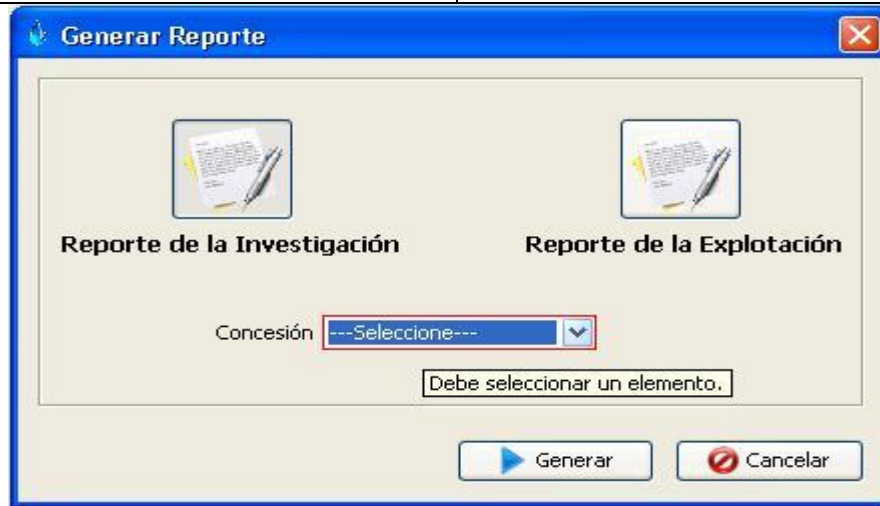 Generar Reporte
Reporte de la Investigación
Reporte de la Explotación
Concesión ---Seleccione---
Debe seleccionar un elemento.
Generar
Cancelar